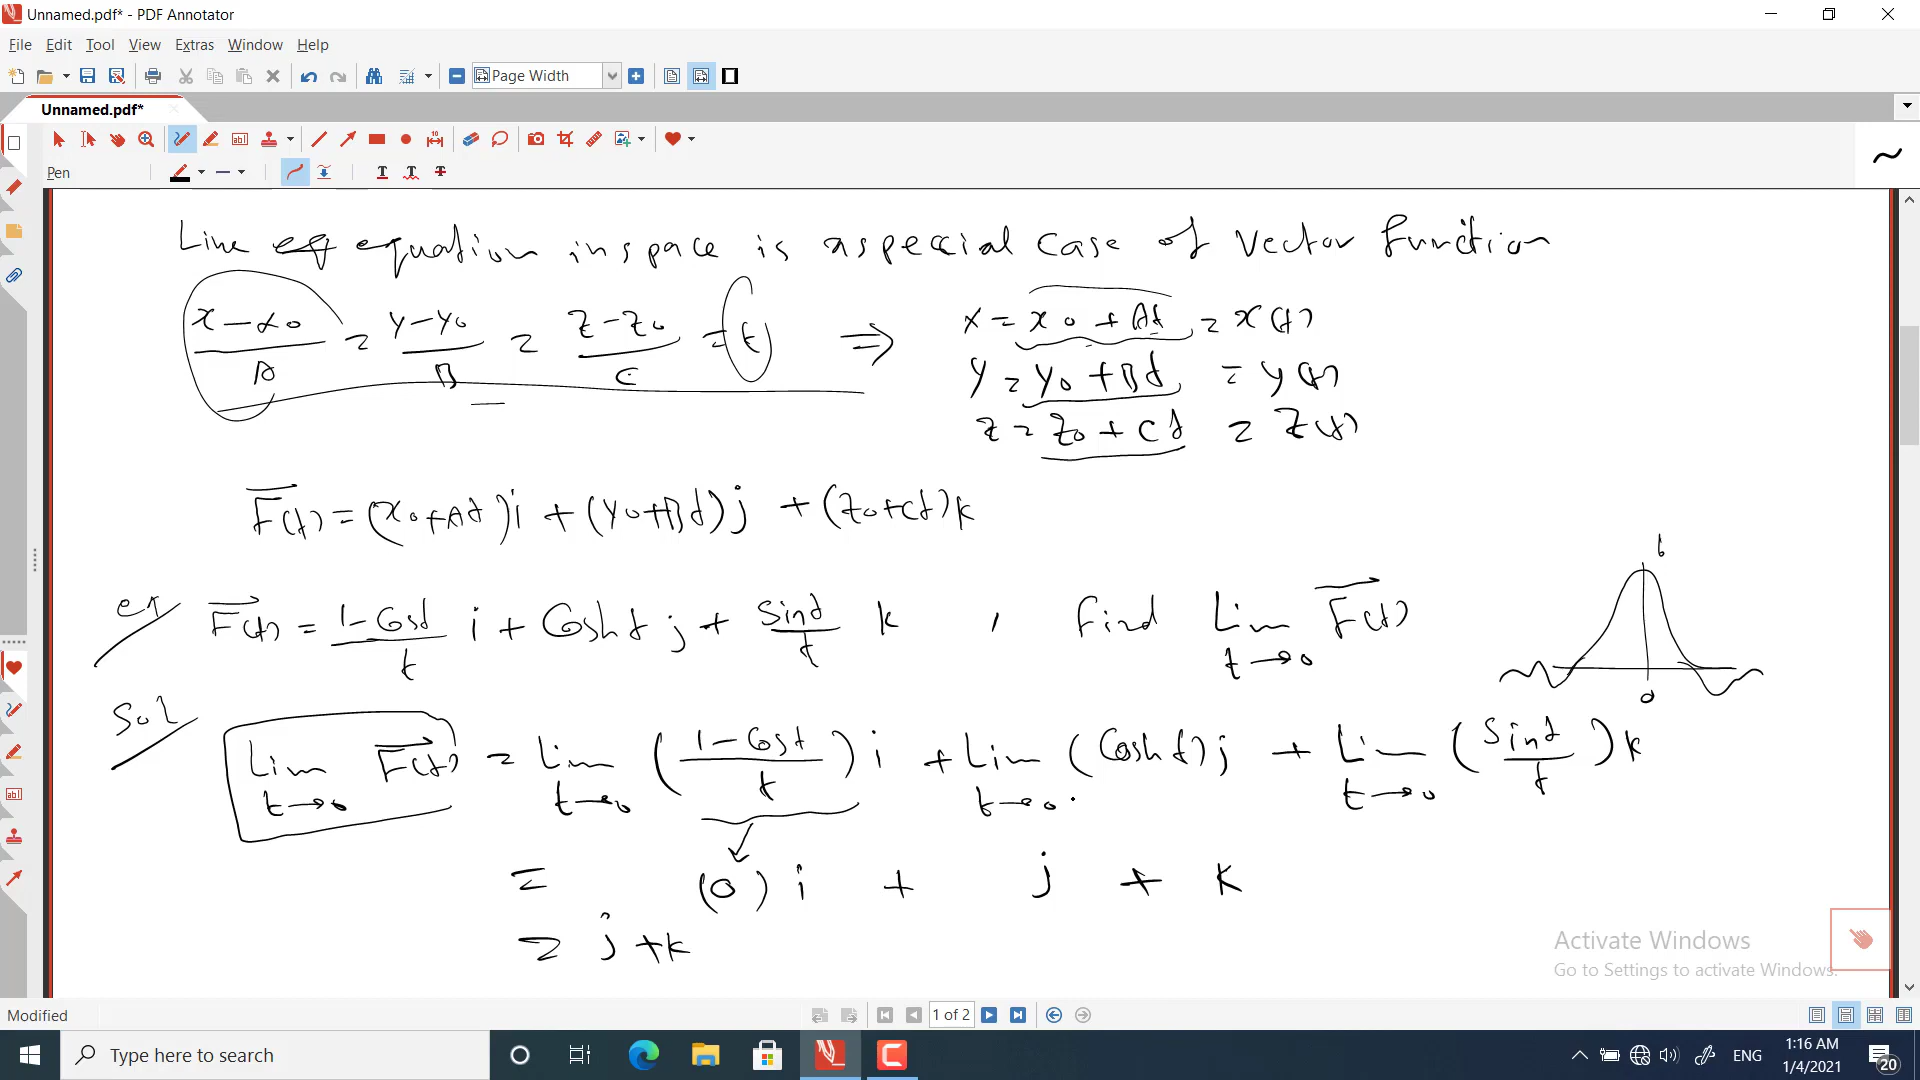 Unnamed.pdf* - PDF Annotator
File Edit Tool View Extras Window Help
Page Width
Unnamed.pdf*
Pen
Line equation in space is a special case of Vector function
x-x₀/A = y-y₀/B = z-z₀/C = t ⇒ x = x₀ + At = x(t)
y = y₀ + Bt = y(t)
z = z₀ + Ct = z(t)
F(t) = (x₀+At)i + (y₀+Bt)j + (z₀+Ct)k
ex F(t) = 1-Cost/t i + Cosht j + Sint/t k , Find Lim t→0 F(t)
0
Sol Lim t→0 F(t) = Lim t→0 (1-Cost/t) i + Lim t→0 (Cosht) j + Lim t→0 (Sint/t) k
= (0) i + j + k
= j + k
Activate Windows
Go to Settings to activate Windows.
Modified
1 of 2
Type here to search
ENG
1:16 AM
1/4/2021
20